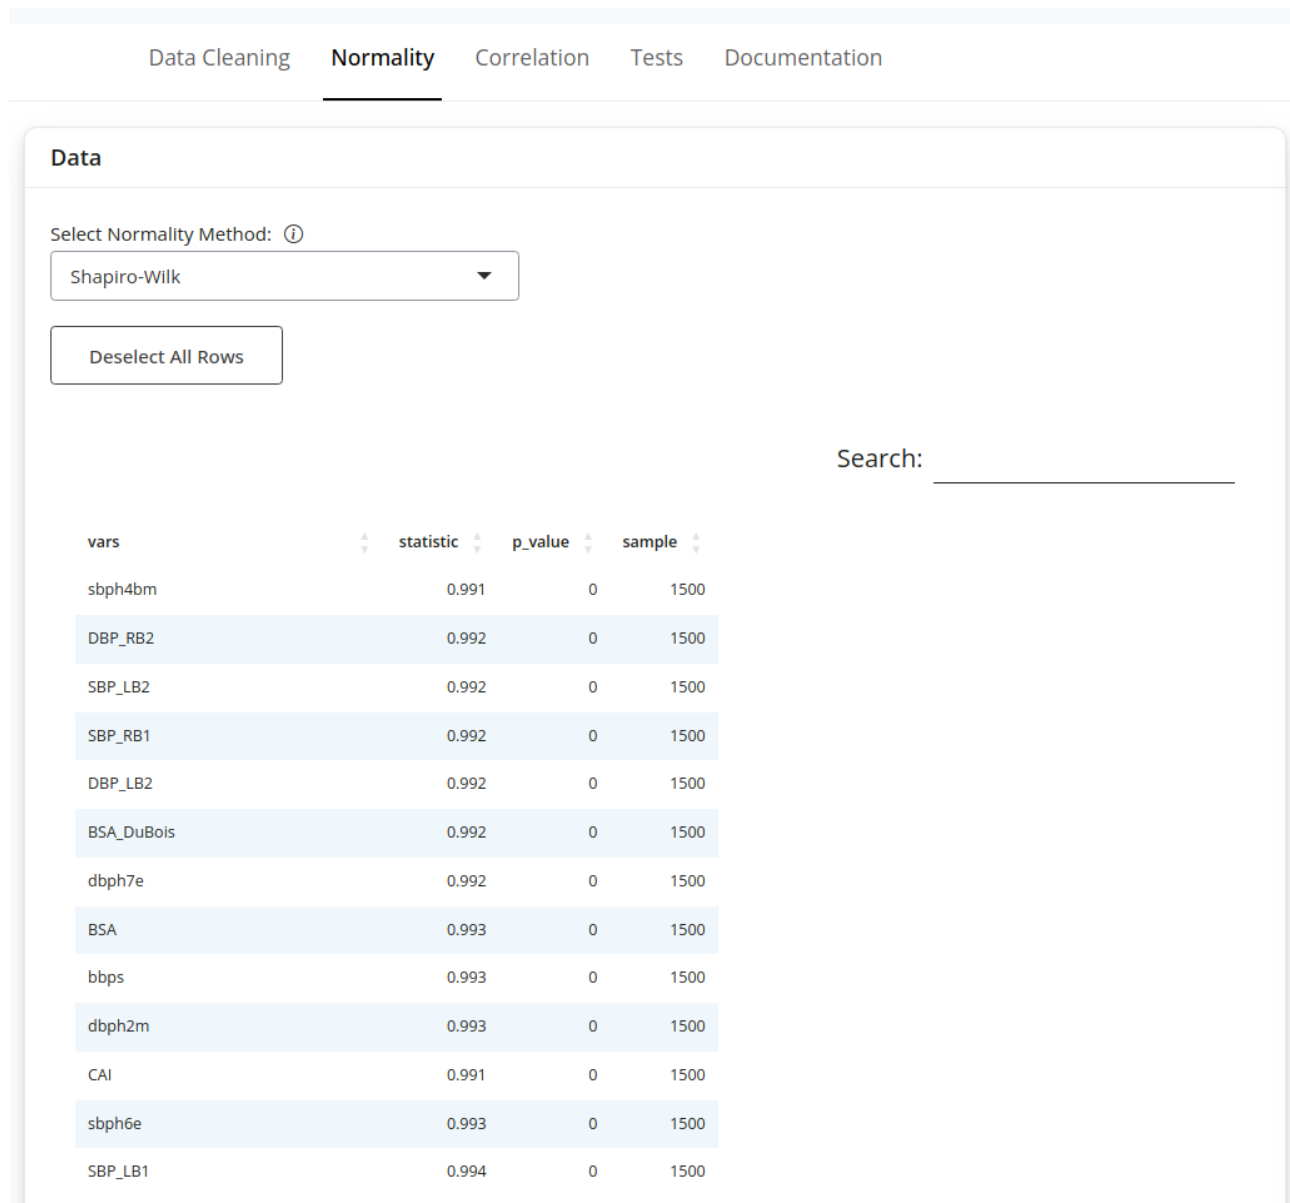 Data Cleaning Normality Correlation Tests Documentation
Data
Select Normality Method:
Shapiro-Wilk
Deselect All Rows
Search:
vars statistic p_value sample
sbph4bm 0.991 0 1500
DBP_RB2 0.992 0 1500
SBP_LB2 0.992 0 1500
SBP_RB1 0.992 0 1500
DBP_LB2 0.992 0 1500
BSA_DuBois 0.992 0 1500
dbph7e 0.992 0 1500
BSA 0.993 0 1500
bbps 0.993 0 1500
dbph2m 0.993 0 1500
CAI 0.991 0 1500
sbph6e 0.993 0 1500
SBP_LB1 0.994 0 1500